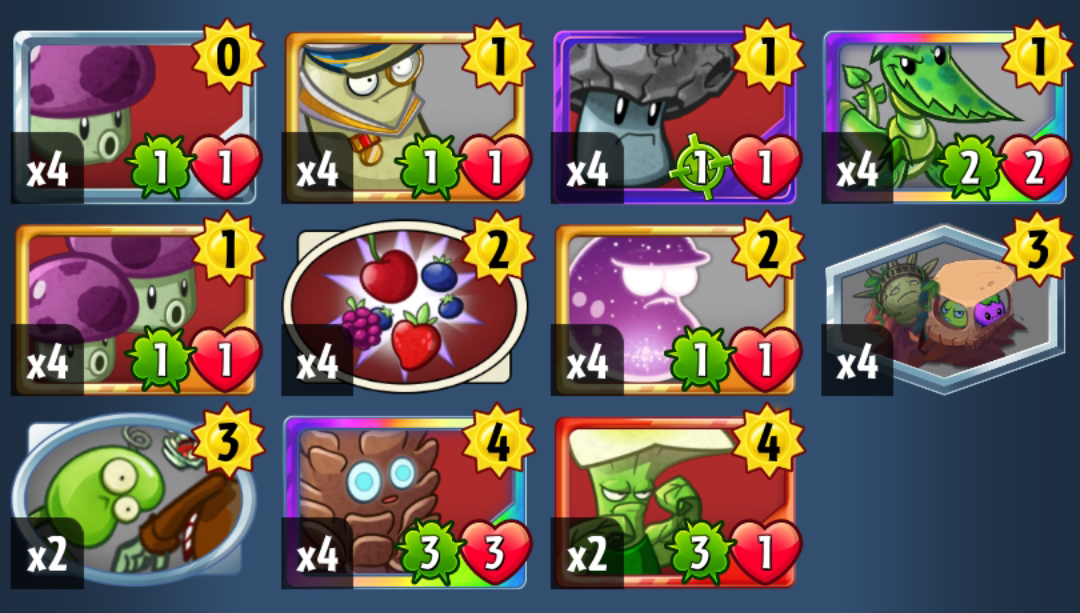 0 1 1 1
x4 1 1 x4 1 1 x4 1 1 x4 2 2
1 2 2 3
x4 1 1 x4 x4 1 1 x4
3 4 4
x2 x4 3 3 x2 3 1